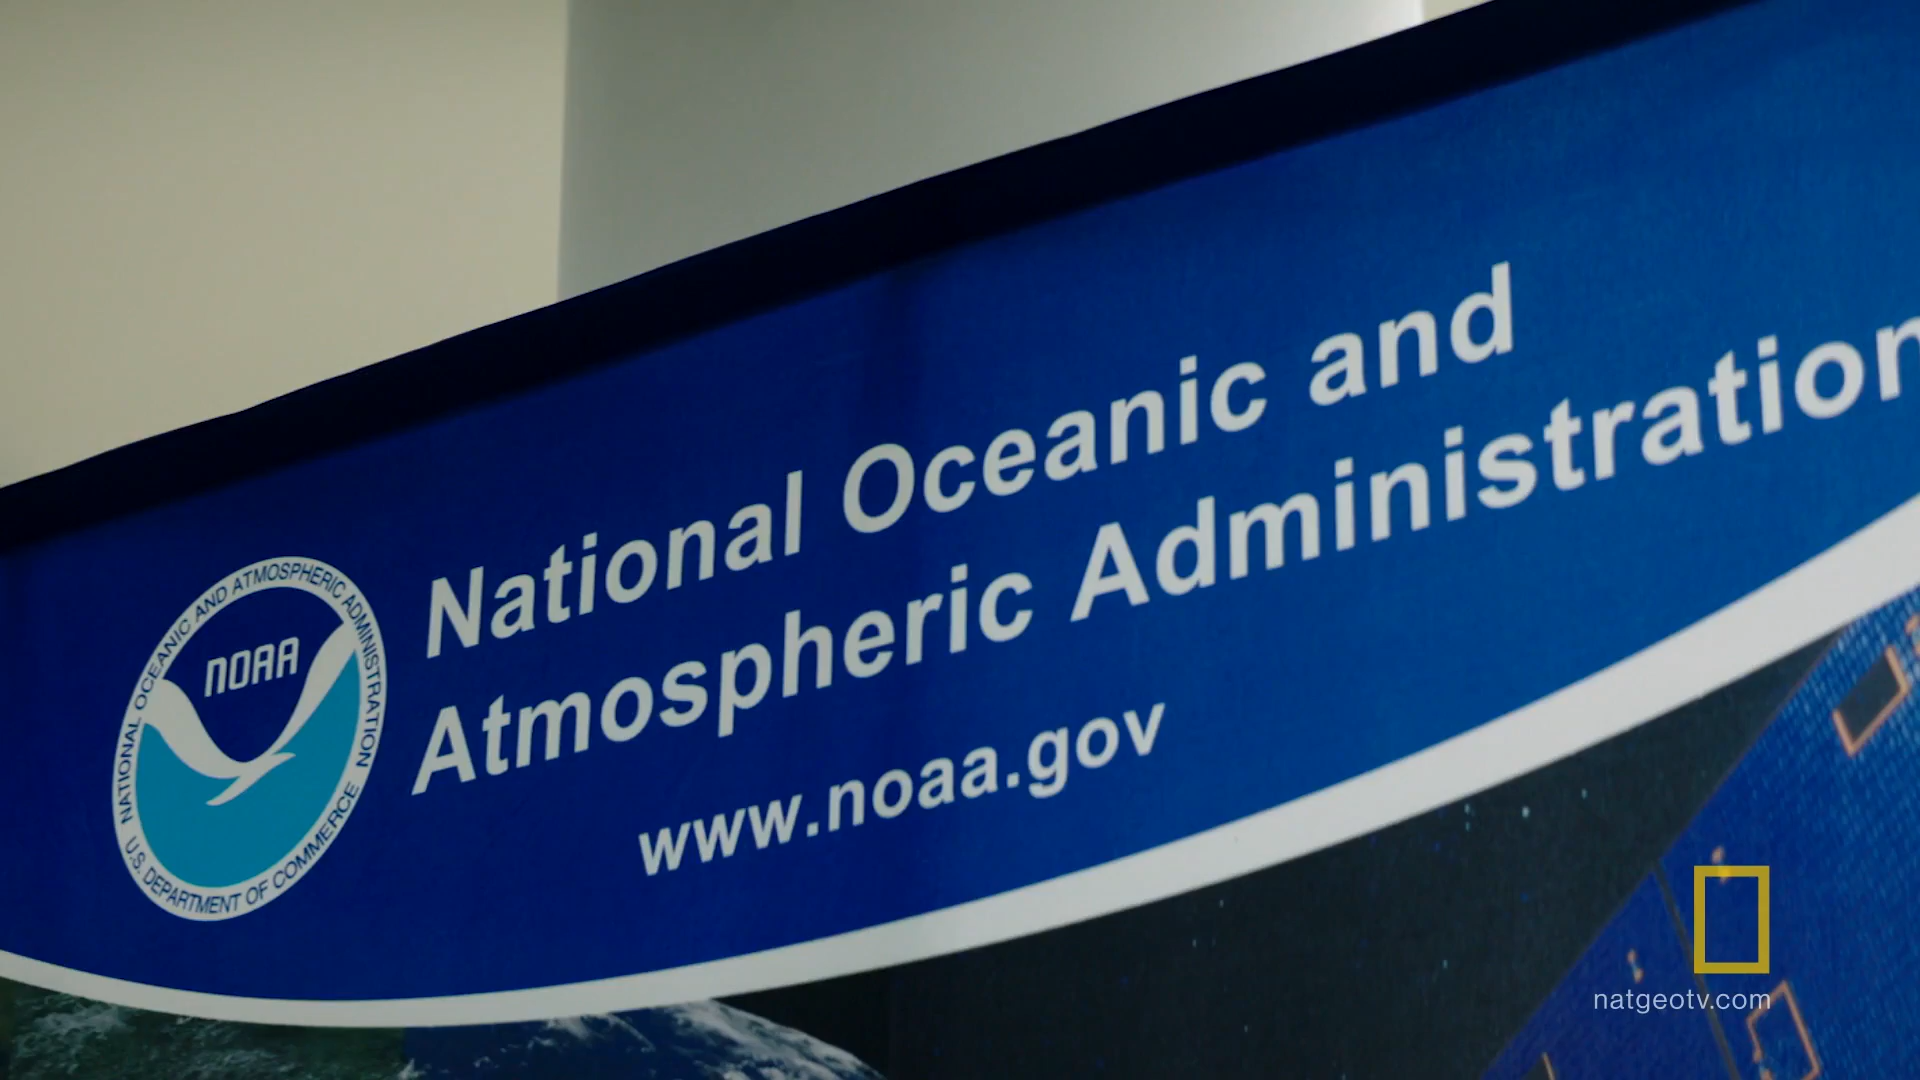 National Oceanic and
Atmospheric Administration
www.noaa.gov
NATIONAL OCEANIC AND ATMOSPHERIC ADMINISTRATION
NOAA
U.S. DEPARTMENT OF COMMERCE
natgeotv.com